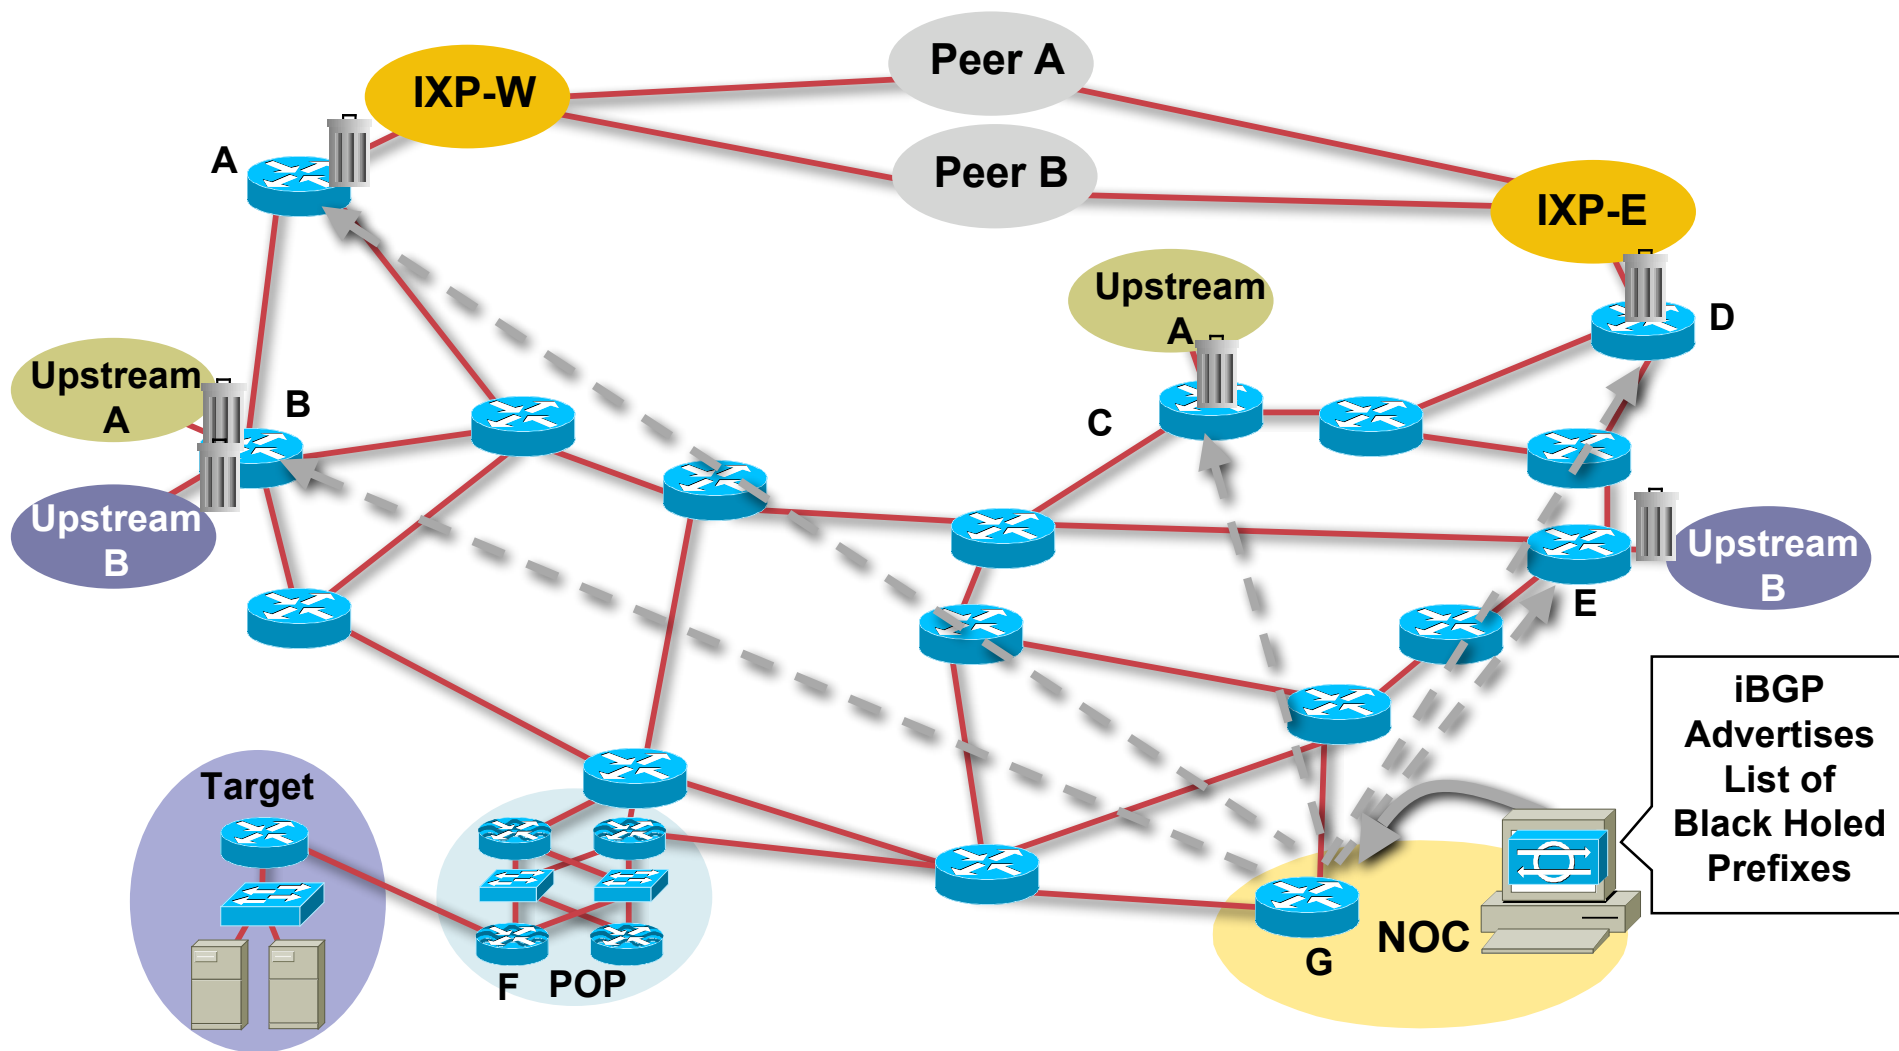 Peer A
IXP-W
A
Peer B
IXP-E
Upstream
A
D
Upstream
A
B
C
Upstream
B
Upstream
B
E
iBGP
Advertises
List of
Black Holed
Prefixes
Target
NOC
G
F
POP